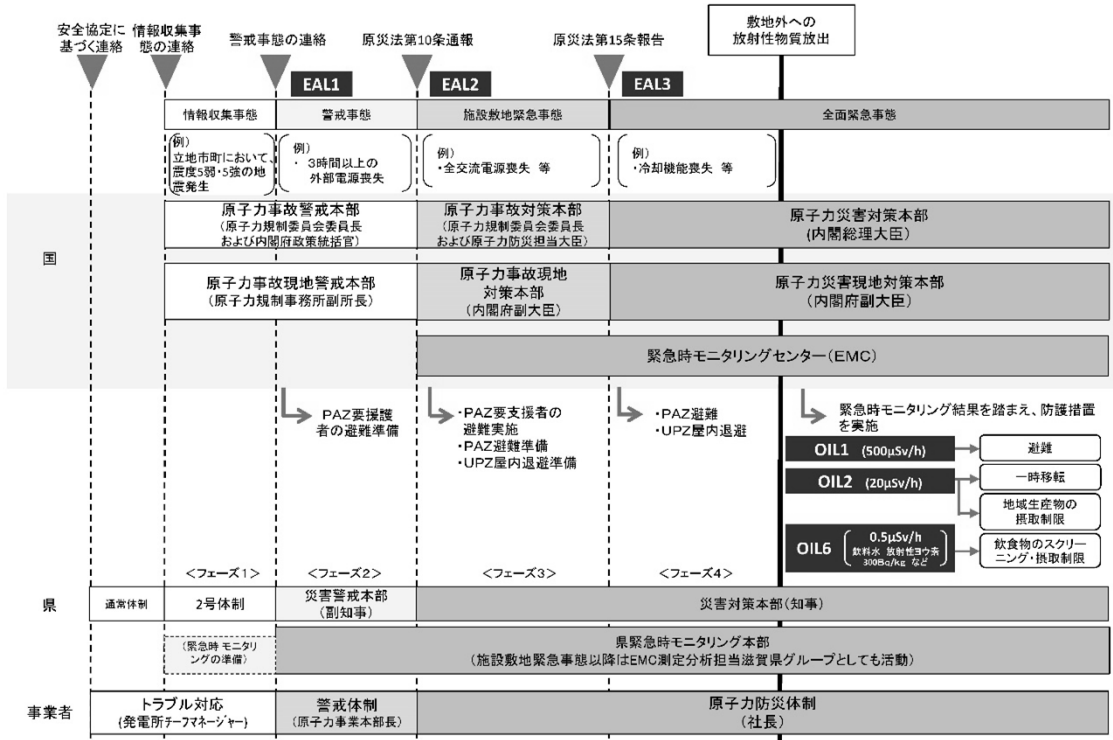 敷地外への
放射性物質放出
安全協定に
基づく連絡
情報収集事
態の連絡
警戒事態の連絡
原災法第10条通報
原災法第15条報告
EAL1
EAL2
EAL3
情報収集事態
警戒事態
施設敷地緊急事態
全面緊急事態
例)
立地市町において、
震度5弱・5強の地
震発生
例)
・ 3時間以上の
外部電源喪失
例)
・全交流電源喪失 等
例)
・冷却機能喪失 等
国
原子力事故警戒本部
(原子力規制委員会委員長
および内閣府政策統括官)
原子力事故対策本部
(原子力規制委員会委員長
および原子力防災担当大臣)
原子力災害対策本部
(内閣総理大臣)
原子力事故現地警戒本部
(原子力規制事務所副所長)
原子力事故現地
対策本部
(内閣府副大臣)
原子力災害現地対策本部
(内閣府副大臣)
緊急時モニタリングセンター(EMC)
PAZ要援護
者の避難準備
・PAZ要支援者の
避難実施
・PAZ避難準備
・UPZ屋内退避準備
・PAZ避難
・UPZ屋内退避
緊急時モニタリング結果を踏まえ、防護措置
を実施
OIL1 (500μSv/h)
避難
OIL2 (20μSv/h)
一時移転
地域生産物の
摂取制限
OIL6
0.5μSv/h
飲料水 放射性ヨウ素
300Bq/kg など
飲食物のスクリー
ニング・摂取制限
<フェーズ1>
<フェーズ2>
<フェーズ3>
<フェーズ4>
県
通常体制
2号体制
災害警戒本部
(副知事)
災害対策本部(知事)
(緊急時 モニタリ
ングの準備)
県緊急時モニタリング本部
(施設敷地緊急事態以降はEMC測定分析担当滋賀県グループとしても活動)
事業者
トラブル対応
(発電所チーフマネージャー)
警戒体制
(原子力事業本部長)
原子力防災体制
(社長)